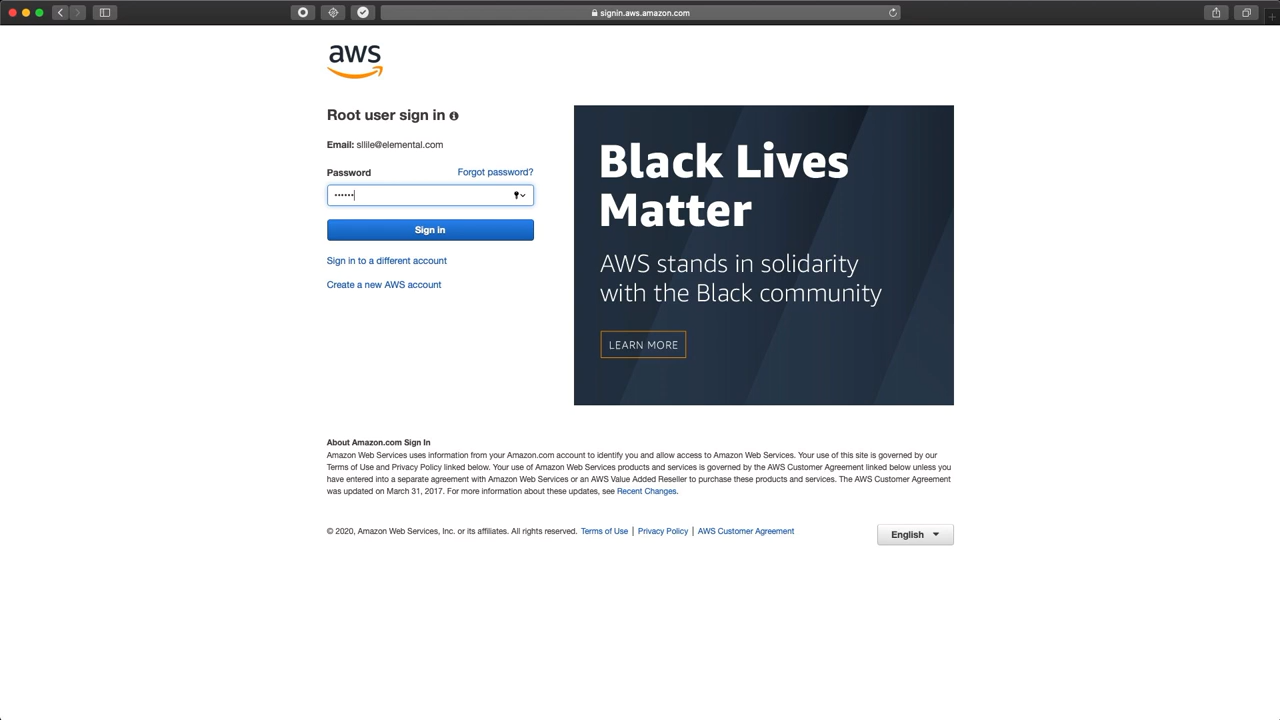 signin.aws.amazon.com
aws
Root user sign in
Email: sllile@elemental.com
Password
Forgot password?
••••••
Sign in
Sign in to a different account
Create a new AWS account
Black Lives
Matter
AWS stands in solidarity
with the Black community
LEARN MORE
About Amazon.com Sign In
Amazon Web Services uses information from your Amazon.com account to identify you and allow access to Amazon Web Services. Your use of this site is governed by our
Terms of Use and Privacy Policy linked below. Your use of Amazon Web Services products and services is governed by the AWS Customer Agreement linked below unless you
have entered into a separate agreement with Amazon Web Services or an AWS Value Added Reseller to purchase these products and services. The AWS Customer Agreement
was updated on March 31, 2017. For more information about these updates, see Recent Changes.
© 2020, Amazon Web Services, Inc. or its affiliates. All rights reserved. Terms of Use | Privacy Policy | AWS Customer Agreement
English